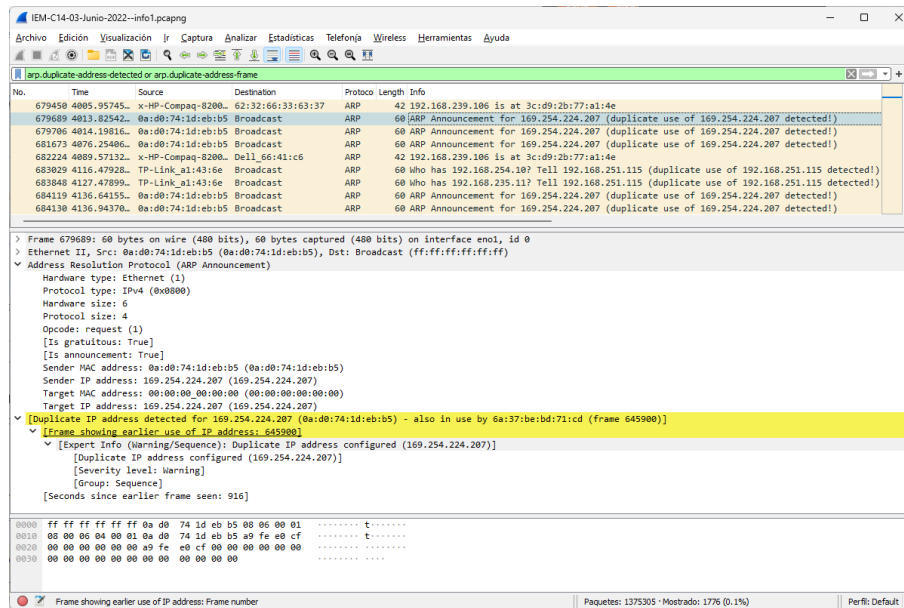 IEM-C14-03-Junio-2022--info1.pcapng
Archivo Edición Visualización Ir Captura Analizar Estadísticas Telefonía Wireless Herramientas Ayuda
arp.duplicate-address-detected or arp.duplicate-address-frame
No. Time Source Destination Protoco Length Info
679450 4005.95745… x-HP-Compaq-8200… 62:32:66:33:63:37 ARP 42 192.168.239.106 is at 3c:d9:2b:77:a1:4e
679689 4013.82542… 0a:d0:74:1d:eb:b5 Broadcast ARP 60 ARP Announcement for 169.254.224.207 (duplicate use of 169.254.224.207 detected!)
679706 4014.19816… 0a:d0:74:1d:eb:b5 Broadcast ARP 60 ARP Announcement for 169.254.224.207 (duplicate use of 169.254.224.207 detected!)
681673 4076.25406… 0a:d0:74:1d:eb:b5 Broadcast ARP 60 ARP Announcement for 169.254.224.207 (duplicate use of 169.254.224.207 detected!)
682224 4089.57132… x-HP-Compaq-8200… Dell_66:41:c6 ARP 42 192.168.239.106 is at 3c:d9:2b:77:a1:4e
683029 4116.47928… TP-Link_a1:43:6e Broadcast ARP 60 Who has 192.168.254.10? Tell 192.168.251.115 (duplicate use of 192.168.251.115 detected!)
683848 4127.47899… TP-Link_a1:43:6e Broadcast ARP 60 Who has 192.168.235.11? Tell 192.168.251.115 (duplicate use of 192.168.251.115 detected!)
684119 4136.64155… 0a:d0:74:1d:eb:b5 Broadcast ARP 60 ARP Announcement for 169.254.224.207 (duplicate use of 169.254.224.207 detected!)
684130 4136.94370… 0a:d0:74:1d:eb:b5 Broadcast ARP 60 ARP Announcement for 169.254.224.207 (duplicate use of 169.254.224.207 detected!)
Frame 679689: 60 bytes on wire (480 bits), 60 bytes captured (480 bits) on interface eno1, id 0
Ethernet II, Src: 0a:d0:74:1d:eb:b5 (0a:d0:74:1d:eb:b5), Dst: Broadcast (ff:ff:ff:ff:ff:ff)
Address Resolution Protocol (ARP Announcement)
Hardware type: Ethernet (1)
Protocol type: IPv4 (0x0800)
Hardware size: 6
Protocol size: 4
Opcode: request (1)
[Is gratuitous: True]
[Is announcement: True]
Sender MAC address: 0a:d0:74:1d:eb:b5 (0a:d0:74:1d:eb:b5)
Sender IP address: 169.254.224.207 (169.254.224.207)
Target MAC address: 00:00:00_00:00:00 (00:00:00:00:00:00)
Target IP address: 169.254.224.207 (169.254.224.207)
[Duplicate IP address detected for 169.254.224.207 (0a:d0:74:1d:eb:b5) - also in use by 6a:37:be:bd:71:cd (frame 645900)]
[Frame showing earlier use of IP address: 645900]
[Expert Info (Warning/Sequence): Duplicate IP address configured (169.254.224.207)]
[Duplicate IP address configured (169.254.224.207)]
[Severity level: Warning]
[Group: Sequence]
[Seconds since earlier frame seen: 916]
0000 ff ff ff ff ff ff 0a d0 74 1d eb b5 08 06 00 01 ········ t·······
0010 08 00 06 04 00 01 0a d0 74 1d eb b5 a9 fe e0 cf ········ t·······
0020 00 00 00 00 00 00 a9 fe e0 cf 00 00 00 00 00 00 ········ ········
0030 00 00 00 00 00 00 00 00 00 00 00 00 ········ ····
Frame showing earlier use of IP address: Frame number Paquetes: 1375305 · Mostrado: 1776 (0.1%) Perfil: Default